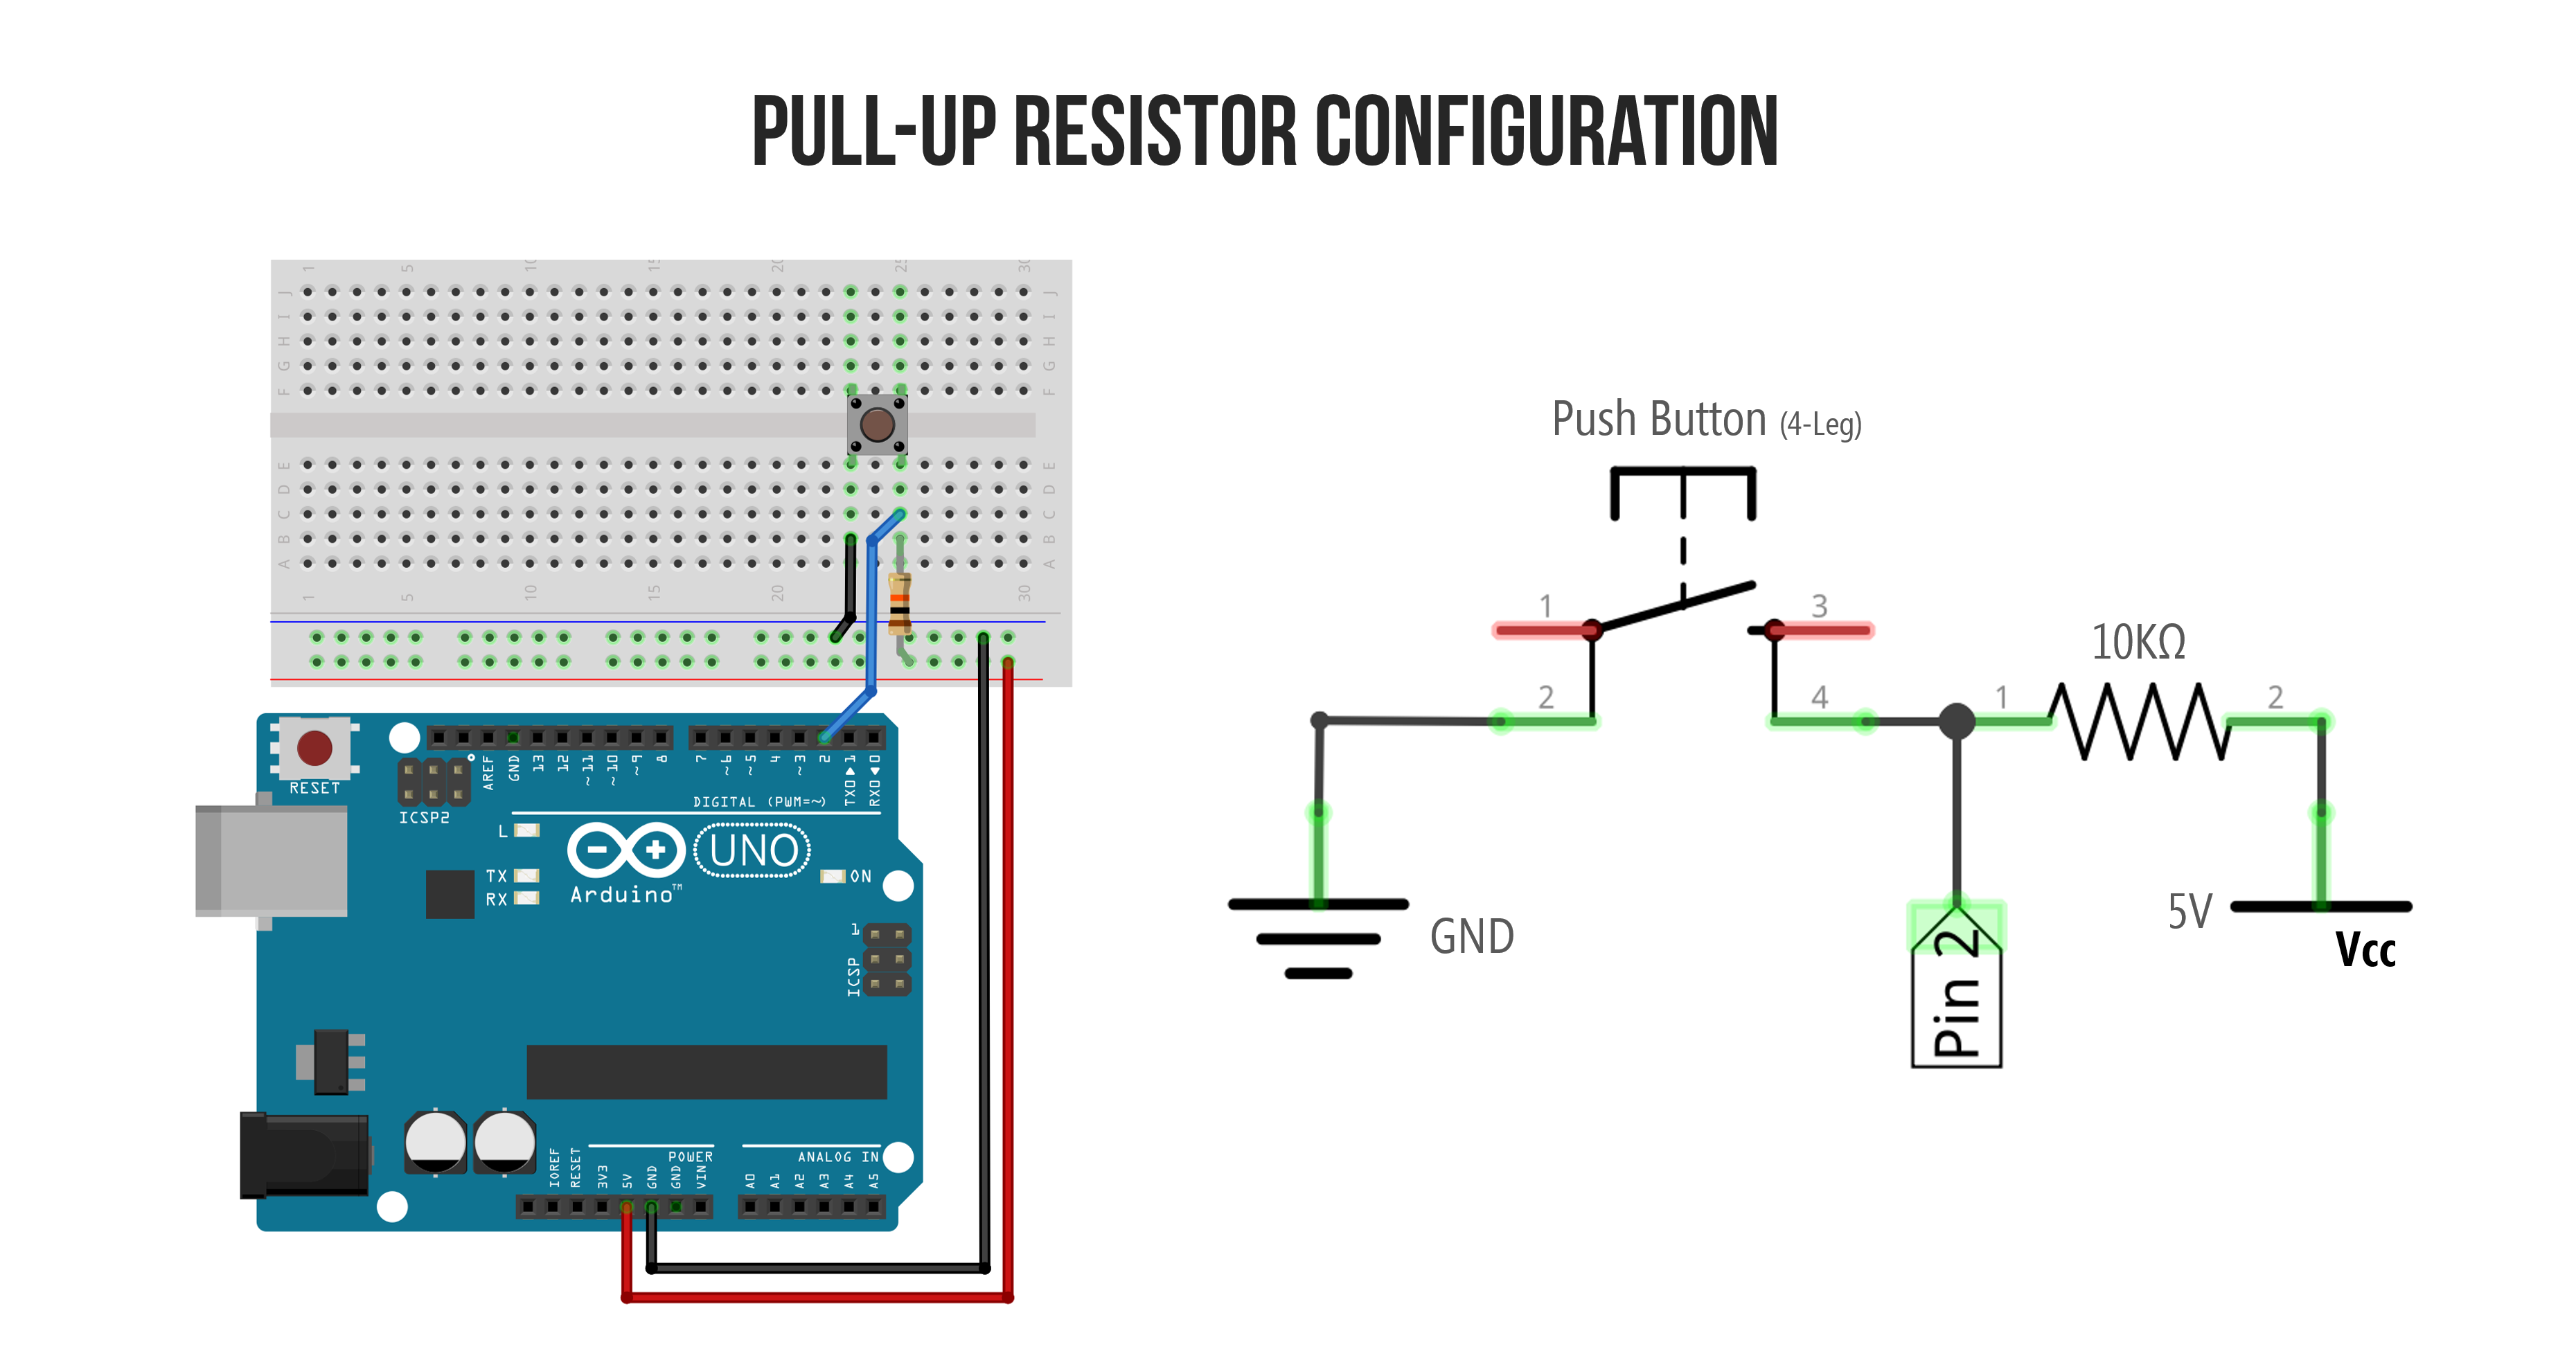 PULL-UP RESISTOR CONFIGURATION
1 5 10 15 20 25 30
J J
I I
H H
G G
F F
E E
D D
C C
B B
A A
1 5 10 15 20 30
RESET
ICSP2
AREF GND 13 12 ~11 ~10 ~9 8 7 ~6 ~5 4 ~3 2 TX0▶1 RX0◀0
DIGITAL (PWM=~)
L
TX
RX
UNO
Arduino™
ON
1
ICSP
POWER
ANALOG IN
IOREF RESET 3V3 5V GND GND VIN A0 A1 A2 A3 A4 A5
Push Button (4-Leg)
1 3
2 4
10KΩ
1 2
GND
Pin 2
5V
Vcc